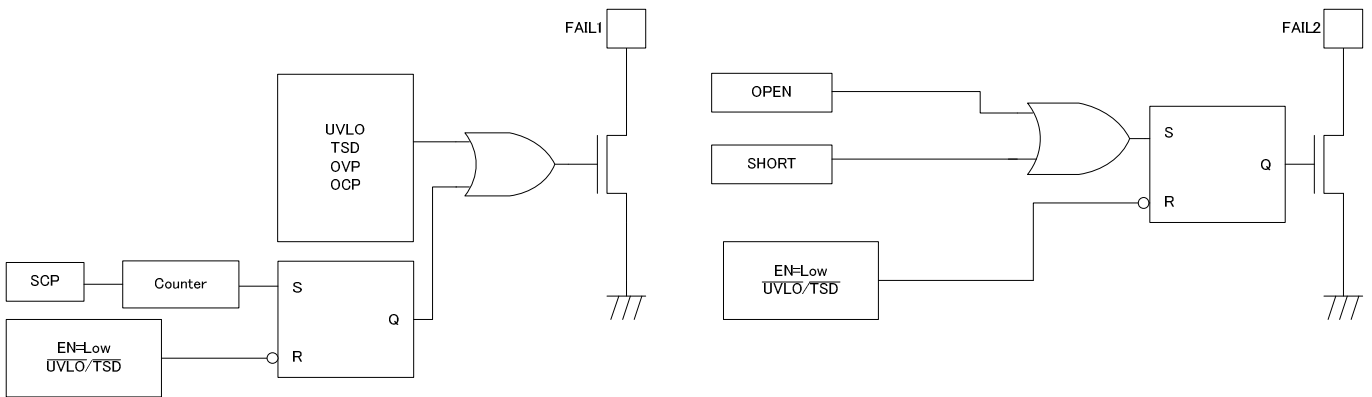 FAIL1
UVLO
TSD
OVP
OCP
SCP
Counter
S
Q
R
EN=Low
UVLO/TSD
FAIL2
OPEN
SHORT
S
Q
R
EN=Low
UVLO/TSD